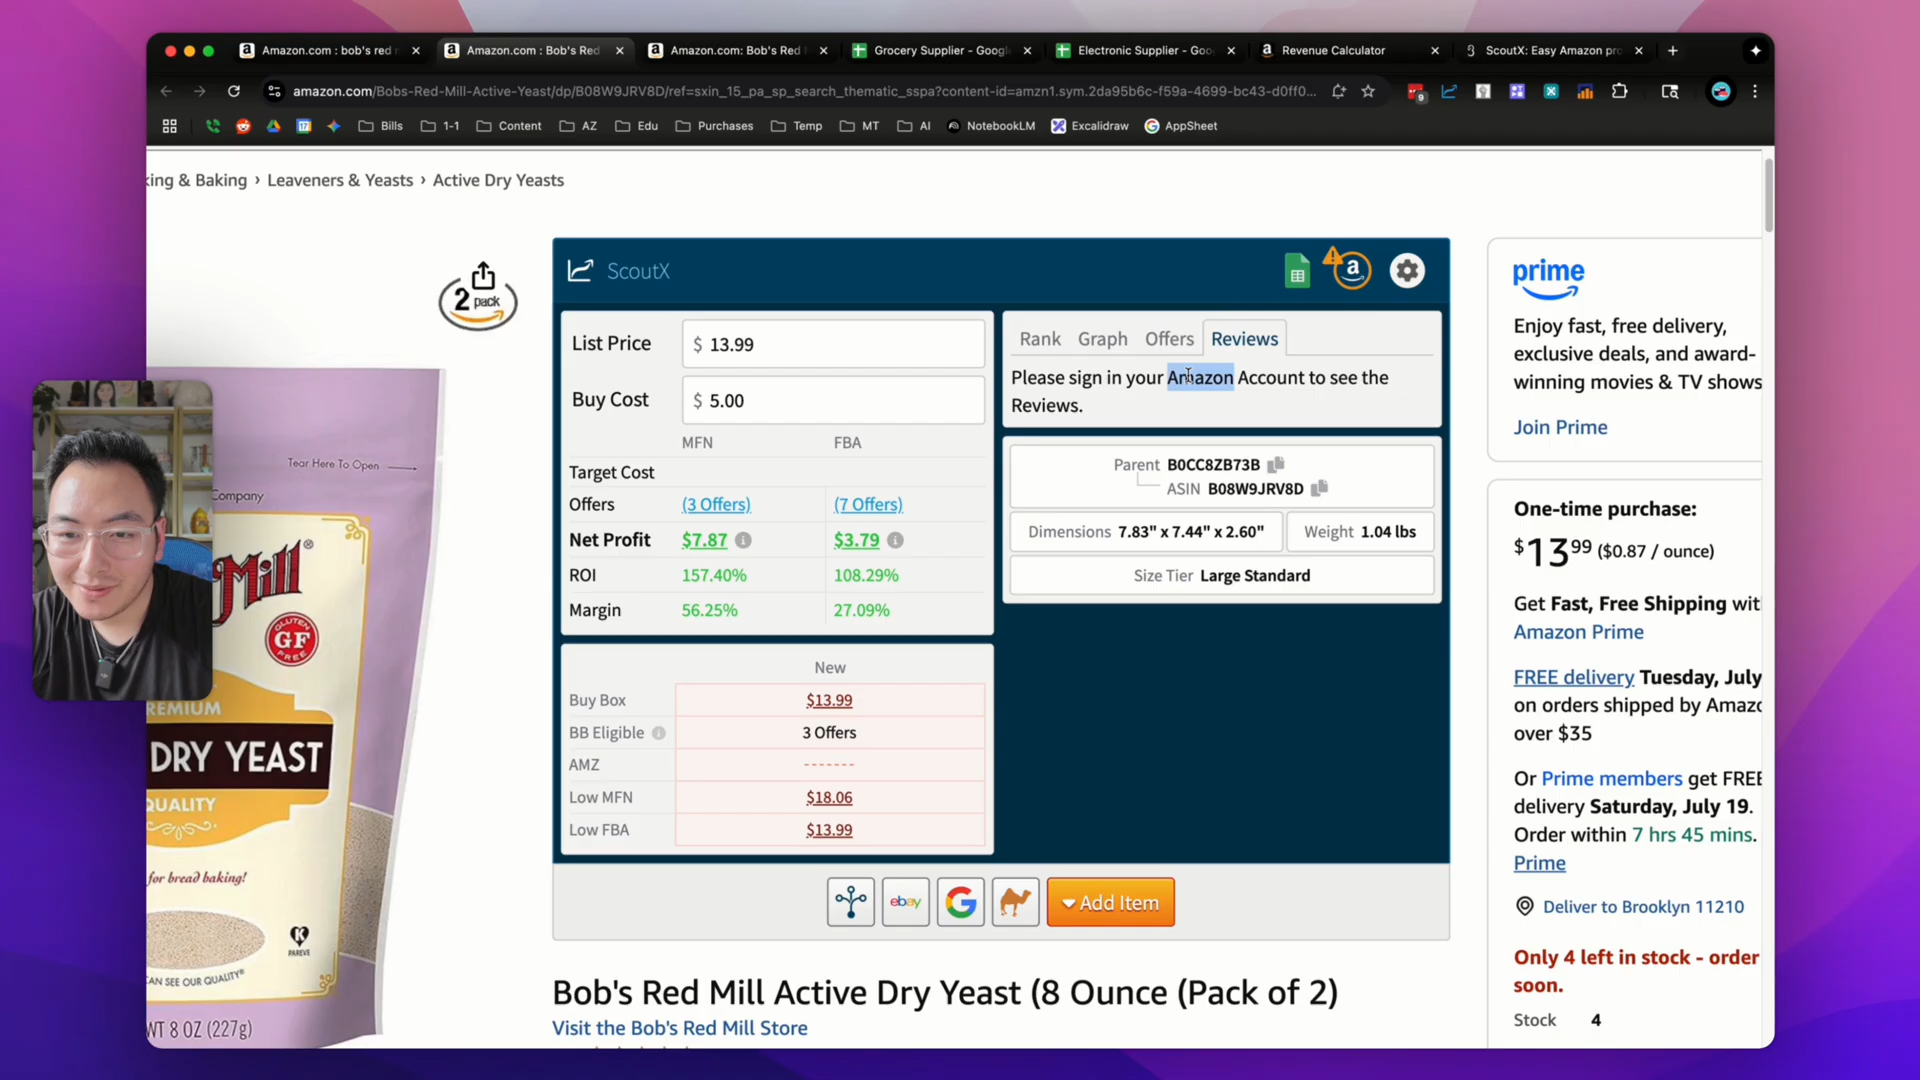 Amazon.com : bob's red
Amazon.com : Bob's Red
Amazon.com: Bob's Red
Grocery Supplier - Googl
Electronic Supplier - Goo
Revenue Calculator
ScoutX: Easy Amazon pro
amazon.com/Bobs-Red-Mill-Active-Yeast/dp/B08W9JRV8D/ref=sxin_15_pa_sp_search_thematic_sspa?content-id=amzn1.sym.2da95b6c-f59a-4699-bc43-d0ff0...
9
Bills
1-1
Content
AZ
Edu
Purchases
Temp
MT
AI
NotebookLM
Excalidraw
AppSheet
king & Baking › Leaveners & Yeasts › Active Dry Yeasts
2 pack
Tear Here To Open
Company
Mill®
GLUTEN
GF
FREE
PREMIUM
DRY YEAST
QUALITY
for bread baking!
K
PAREVE
CAN SEE OUR QUALITY®
WT 8 OZ (227g)
ScoutX
List Price $ 13.99
Buy Cost $ 5.00
MFN FBA
Target Cost
Offers (3 Offers) (7 Offers)
Net Profit $7.87 $3.79
ROI 157.40% 108.29%
Margin 56.25% 27.09%
New
Buy Box $13.99
BB Eligible 3 Offers
AMZ -------
Low MFN $18.06
Low FBA $13.99
Rank Graph Offers Reviews
Please sign in your Amazon Account to see the
Reviews.
Parent B0CC8ZB73B
ASIN B08W9JRV8D
Dimensions 7.83" x 7.44" x 2.60" Weight 1.04 lbs
Size Tier Large Standard
ebay
G
Add Item
Bob's Red Mill Active Dry Yeast (8 Ounce (Pack of 2)
Visit the Bob's Red Mill Store
prime
Enjoy fast, free delivery,
exclusive deals, and award-
winning movies & TV shows
Join Prime
One-time purchase:
$13.99 ($0.87 / ounce)
Get Fast, Free Shipping wit
Amazon Prime
FREE delivery Tuesday, July
on orders shipped by Amazo
over $35
Or Prime members get FREE
delivery Saturday, July 19.
Order within 7 hrs 45 mins.
Prime
Deliver to Brooklyn 11210
Only 4 left in stock - order
soon.
Stock 4